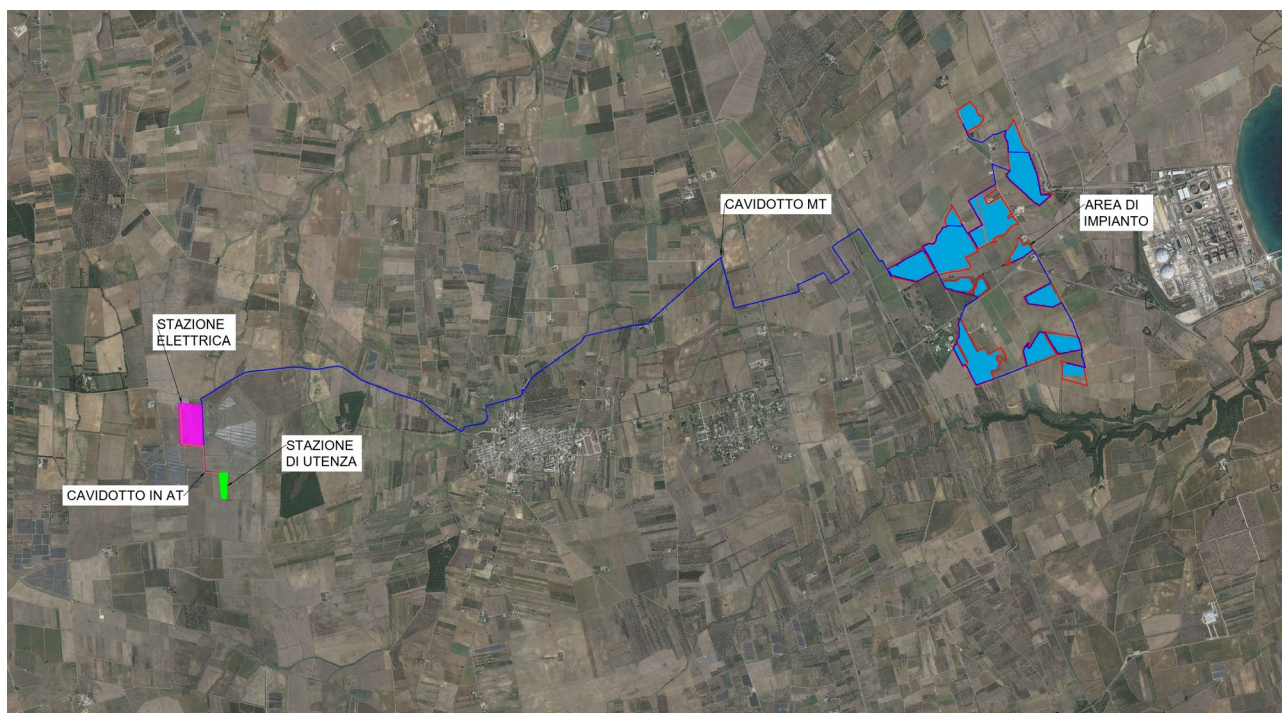 CAVIDOTTO MT
AREA DI
IMPIANTO
STAZIONE
ELETTRICA
STAZIONE
DI UTENZA
CAVIDOTTO IN AT